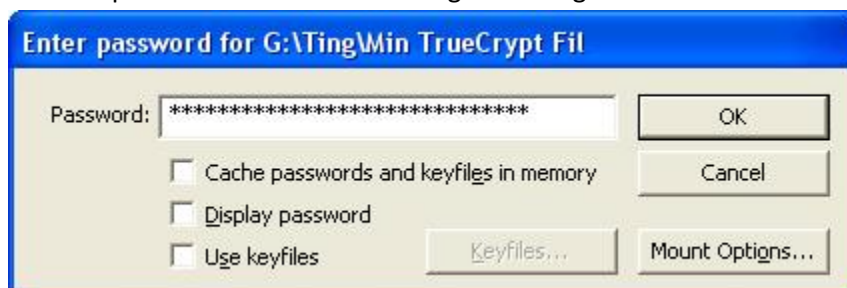 Enter password for G:\Ting\Min TrueCrypt Fil
Password: ****************************** OK
Cache passwords and keyfiles in memory Cancel
Display password
Use keyfiles Keyfiles... Mount Options...